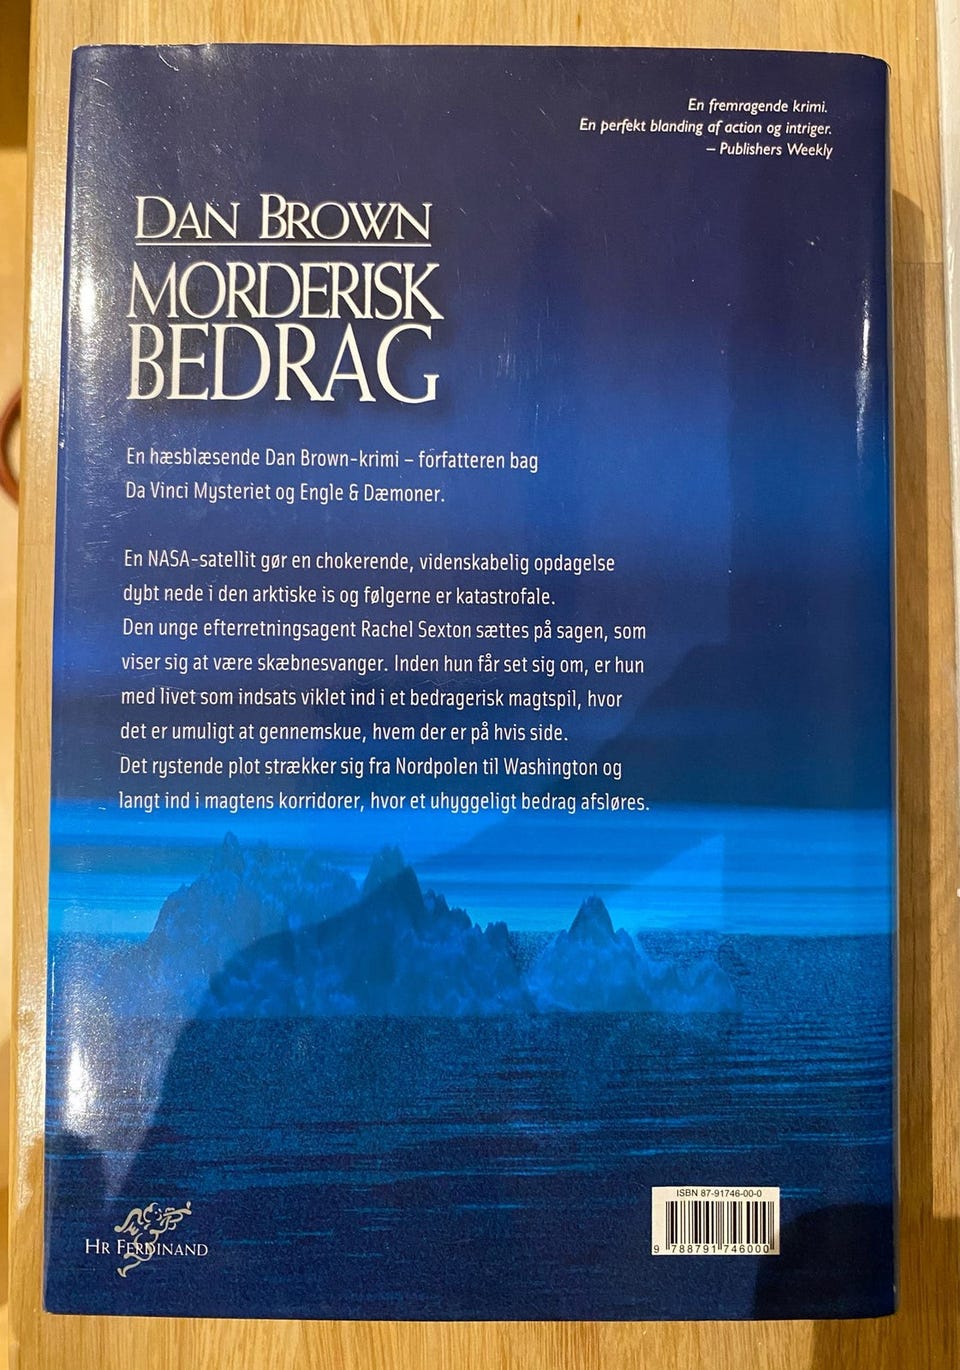 En fremragende krimi.
En perfekt blanding af action og intriger.
– Publishers Weekly
DAN BROWN
MORDERISK
BEDRAG
En hæsblæsende Dan Brown-krimi – forfatteren bag
Da Vinci Mysteriet og Engle & Dæmoner.
En NASA-satellit gør en chokerende, videnskabelig opdagelse
dybt nede i den arktiske is og følgerne er katastrofale.
Den unge efterretningsagent Rachel Sexton sættes på sagen, som
viser sig at være skæbnesvanger. Inden hun får set sig om, er hun
med livet som indsats viklet ind i et bedragerisk magtspil, hvor
det er umuligt at gennemskue, hvem der er på hvis side.
Det rystende plot strækker sig fra Nordpolen til Washington og
langt ind i magtens korridorer, hvor et uhyggeligt bedrag afsløres.
HR FERDINAND
ISBN 87-91746-00-0
9 788791 746000